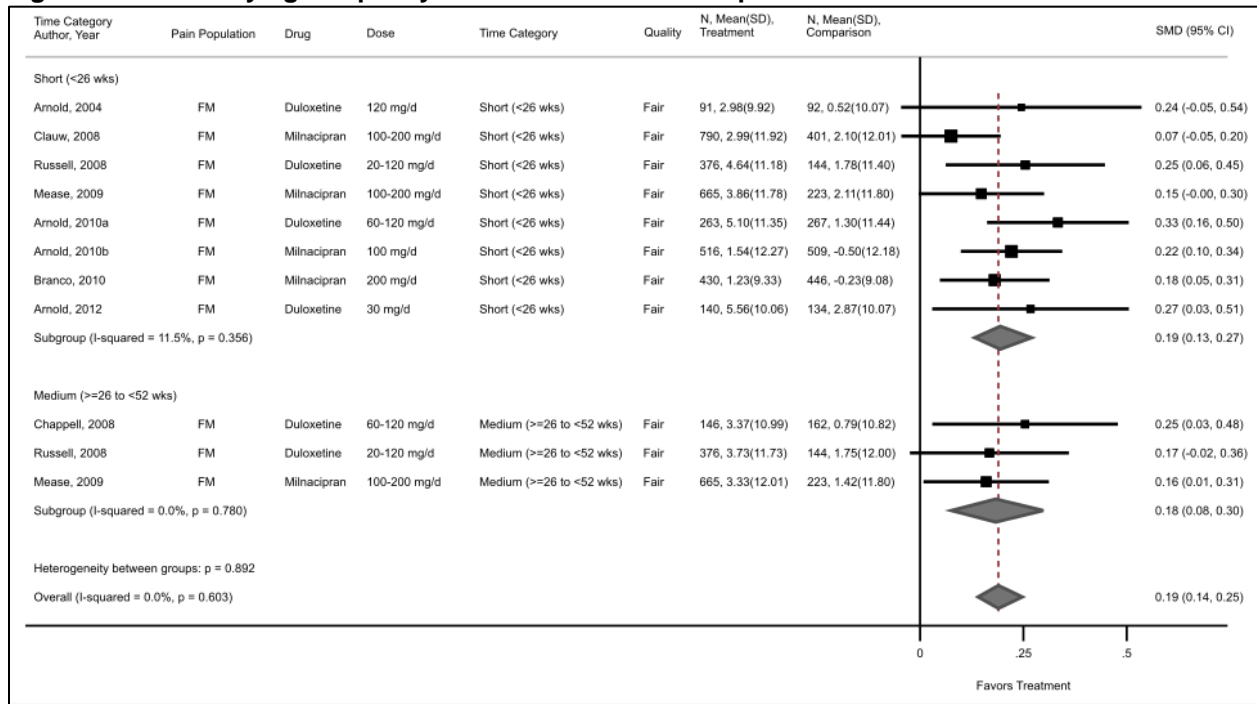 Time Category
Author, Year Pain Population Drug Dose Time Category Quality N, Mean(SD), Treatment N, Mean(SD), Comparison SMD (95% CI)
Short (<26 wks)
Arnold, 2004 FM Duloxetine 120 mg/d Short (<26 wks) Fair 91, 2.98(9.92) 92, 0.52(10.07) 0.24 (-0.05, 0.54)
Clauw, 2008 FM Milnacipran 100-200 mg/d Short (<26 wks) Fair 790, 2.99(11.92) 401, 2.10(12.01) 0.07 (-0.05, 0.20)
Russell, 2008 FM Duloxetine 20-120 mg/d Short (<26 wks) Fair 376, 4.64(11.18) 144, 1.78(11.40) 0.25 (0.06, 0.45)
Mease, 2009 FM Milnacipran 100-200 mg/d Short (<26 wks) Fair 665, 3.86(11.78) 223, 2.11(11.80) 0.15 (-0.00, 0.30)
Arnold, 2010a FM Duloxetine 60-120 mg/d Short (<26 wks) Fair 263, 5.10(11.35) 267, 1.30(11.44) 0.33 (0.16, 0.50)
Arnold, 2010b FM Milnacipran 100 mg/d Short (<26 wks) Fair 516, 1.54(12.27) 509, -0.50(12.18) 0.22 (0.10, 0.34)
Branco, 2010 FM Milnacipran 200 mg/d Short (<26 wks) Fair 430, 1.23(9.33) 446, -0.23(9.08) 0.18 (0.05, 0.31)
Arnold, 2012 FM Duloxetine 30 mg/d Short (<26 wks) Fair 140, 5.56(10.06) 134, 2.87(10.07) 0.27 (0.03, 0.51)
Subgroup (I-squared = 11.5%, p = 0.356) 0.19 (0.13, 0.27)
Medium (>=26 to <52 wks)
Chappell, 2008 FM Duloxetine 60-120 mg/d Medium (>=26 to <52 wks) Fair 146, 3.37(10.99) 162, 0.79(10.82) 0.25 (0.03, 0.48)
Russell, 2008 FM Duloxetine 20-120 mg/d Medium (>=26 to <52 wks) Fair 376, 3.73(11.73) 144, 1.75(12.00) 0.17 (-0.02, 0.36)
Mease, 2009 FM Milnacipran 100-200 mg/d Medium (>=26 to <52 wks) Fair 665, 3.33(12.01) 223, 1.42(11.80) 0.16 (0.01, 0.31)
Subgroup (I-squared = 0.0%, p = 0.780) 0.18 (0.08, 0.30)
Heterogeneity between groups: p = 0.892
Overall (I-squared = 0.0%, p = 0.603) 0.19 (0.14, 0.25)
0 .25 .5
Favors Treatment